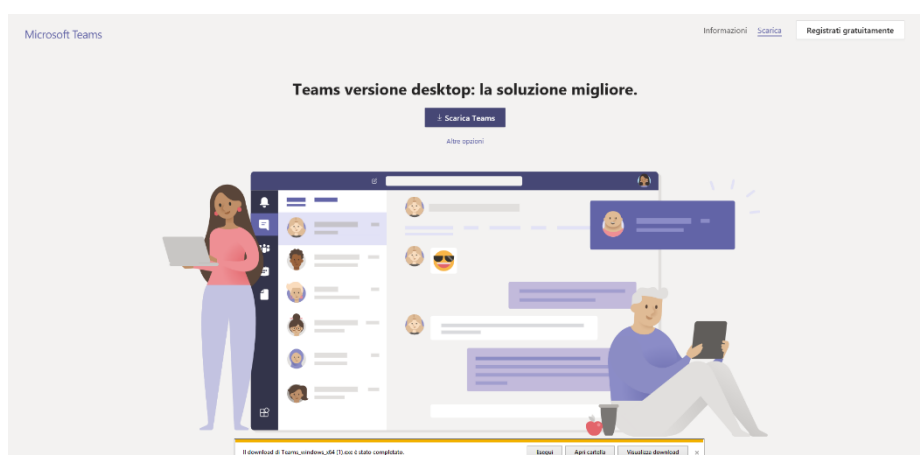 Microsoft Teams
Informazioni Scarica Registrati gratuitamente
Teams versione desktop: la soluzione migliore.
Scarica Teams
Altre opzioni
Il download di Teams_windows_x64 (1).exe è stato completato.
Esegui Apri cartella Visualizza download ×